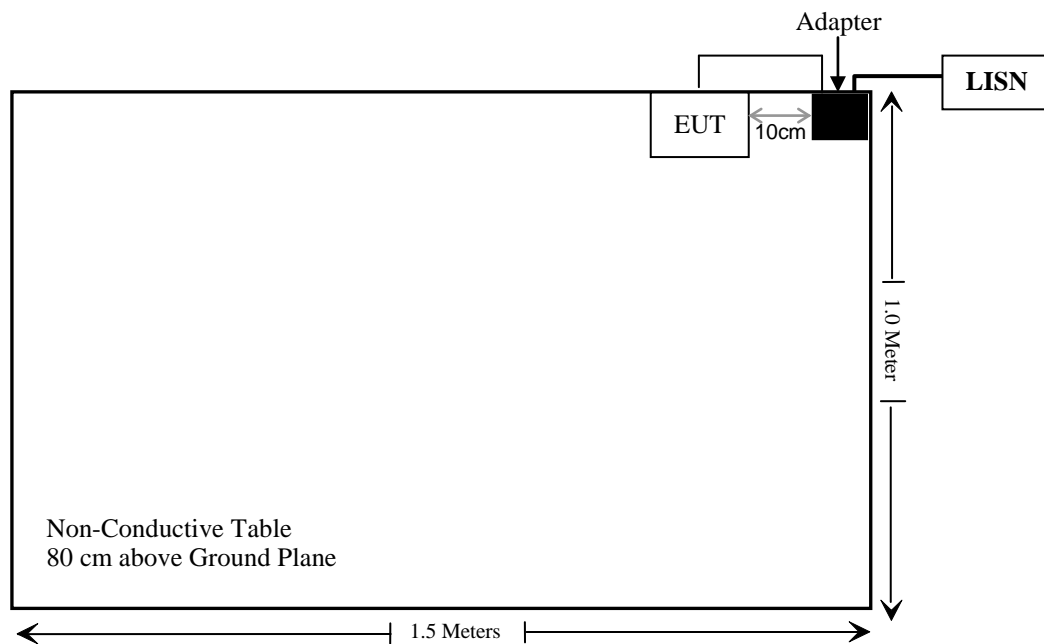 Adapter
LISN
EUT
10cm
1.0 Meter
Non-Conductive Table
80 cm above Ground Plane
1.5 Meters